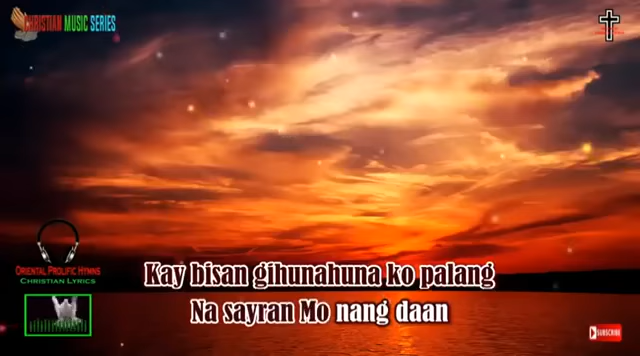 CHRISTIAN MUSIC SERIES
ORIENTAL PROLIFIC HYMNS
CHRISTIAN LYRICS
Kay bisan gihunahuna ko palang
Na sayran Mo nang daan
SUBSCRIBE